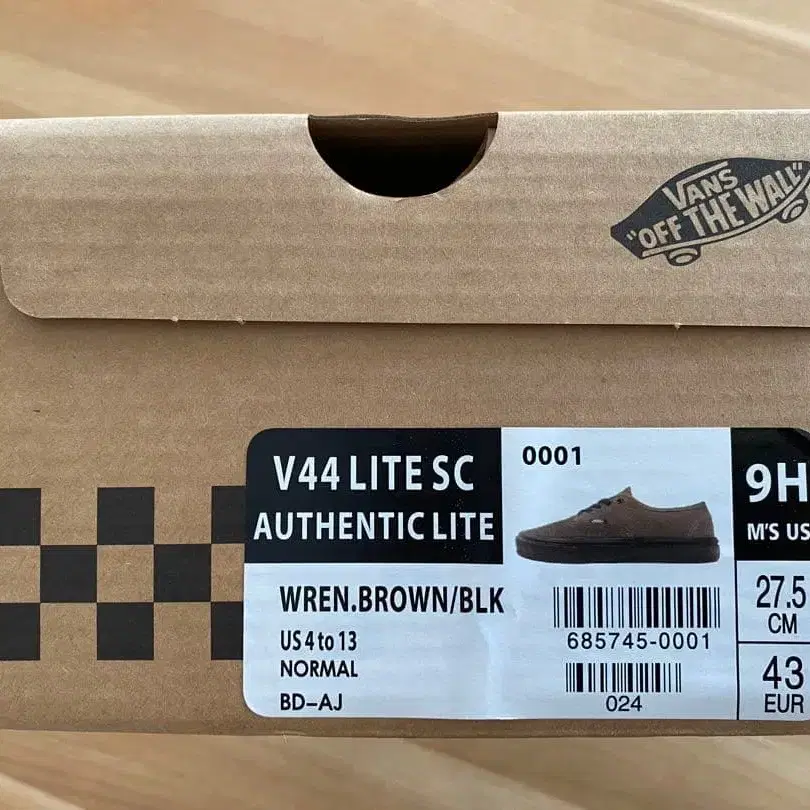 VANS
"OFF THE WALL"
V44 LITE SC
AUTHENTIC LITE
0001
9H
M'S US
WREN.BROWN/BLK
US 4 to 13
NORMAL
BD-AJ
685745-0001
024
27.5
CM
43
EUR